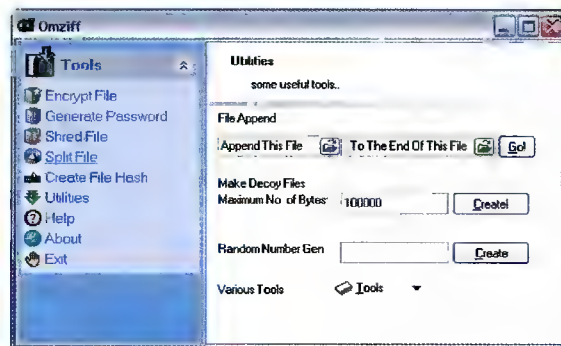 Omziff
Tools
Encrypt File
Generate Password
Shred File
Split File
Create File Hash
Utilities
Help
About
Exit
Utilities
some useful tools..
File Append
Append This File To The End Of This File Go!
Make Decoy Files
Maximum No. of Bytes: 100000 Create!
Random Number Gen Create
Various Tools Tools